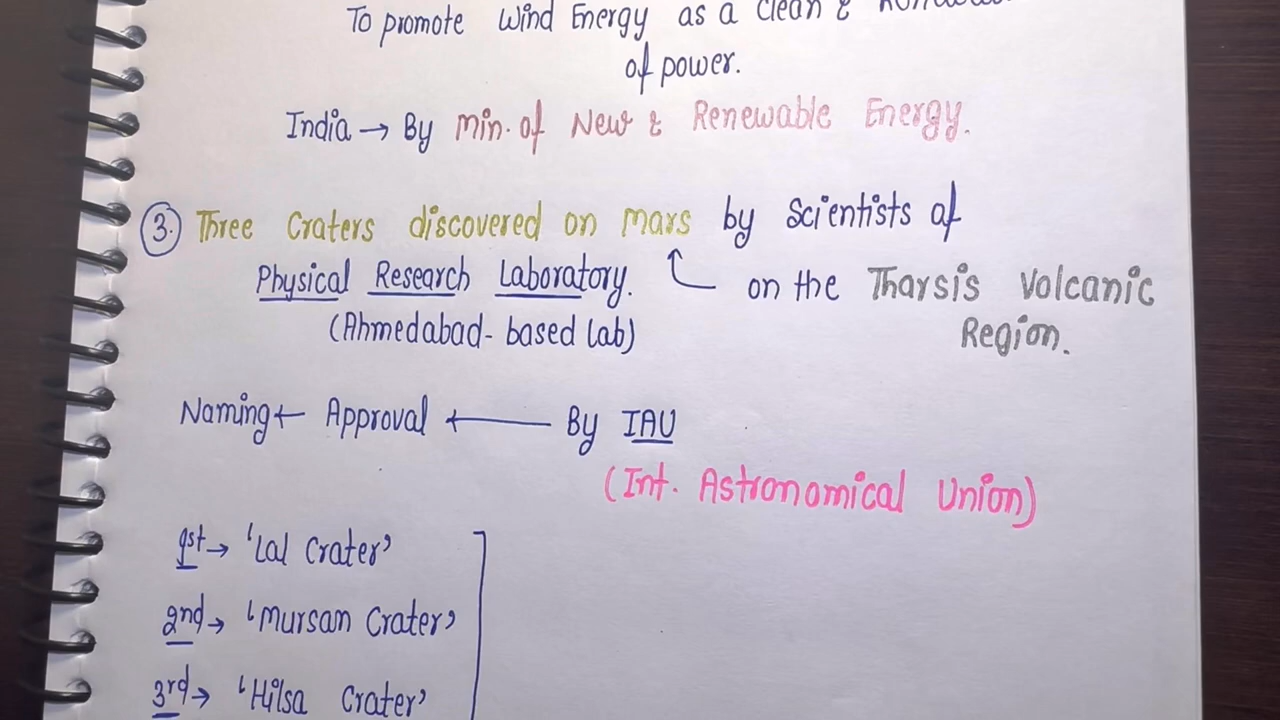 To promote Wind Energy as a Clean &
of power.
India → By Min. of New & Renewable Energy.
3. Three Craters discovered on Mars by Scientists of
Physical Research Laboratory. on the Tharsis Volcanic
(Ahmedabad-based Lab) Region.
Naming ← Approval ← By IAU
(Int. Astronomical Union)
1st → 'Lal Crater'
2nd → 'Mursan Crater'
3rd → 'Hilsa Crater'